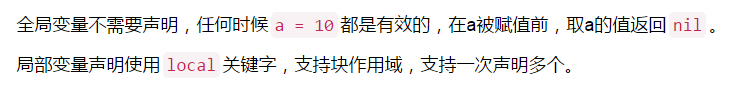 全局变量不需要声明，任何时候 a = 10 都是有效的，在a被赋值前，取a的值返回 nil 。
局部变量声明使用 local 关键字，支持块作用域，支持一次声明多个。